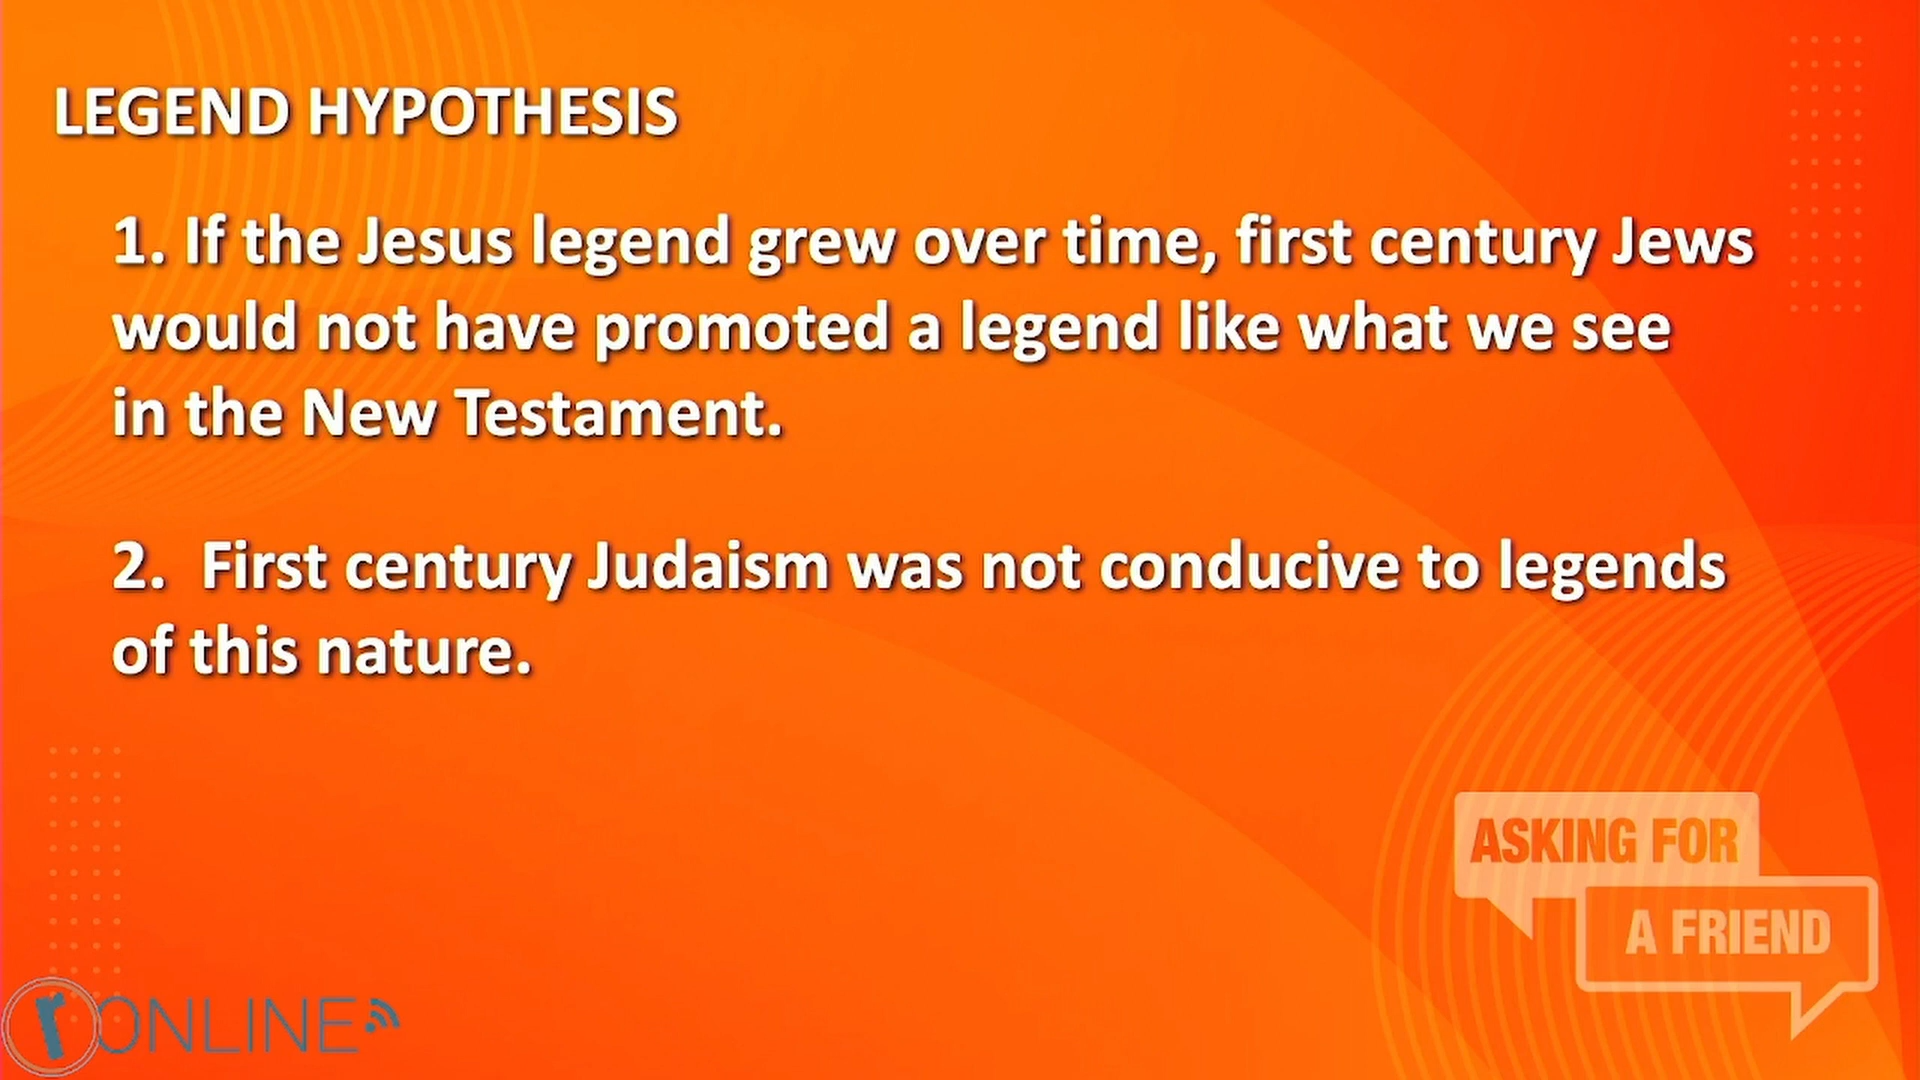 LEGEND HYPOTHESIS
1. If the Jesus legend grew over time, first century Jews
would not have promoted a legend like what we see
in the New Testament.
2. First century Judaism was not conducive to legends
of this nature.
ASKING FOR
A FRIEND
r ONLINE